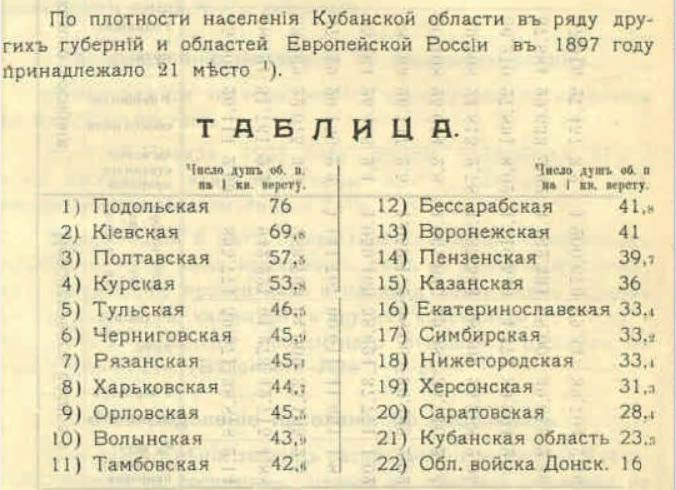 По плотности населенія Кубанской области въ ряду дру-
гихъ губерній и областей Европейской Россіи въ 1897 году
принадлежало 21 мѣсто ¹).
ТАБЛИЦА.
Число душъ об. п.
на 1 кв. версту.
1) Подольская 76
2) Кіевская 69,8
3) Полтавская 57,5
4) Курская 53,8
5) Тульская 46,5
6) Черниговская 45,9
7) Рязанская 45,1
8) Харьковская 44,7
9) Орловская 45,5
10) Волынская 43,9
11) Тамбовская 42,6
Число душъ об. п
на 1 кв. версту.
12) Бессарабская 41,8
13) Воронежская 41
14) Пензенская 39,7
15) Казанская 36
16) Екатеринославская 33,4
17) Симбирская 33,2
18) Нижегородская 33,4
19) Херсонская 31,3
20) Саратовская 28,4
21) Кубанская область 23,3
22) Обл. войска Донск. 16